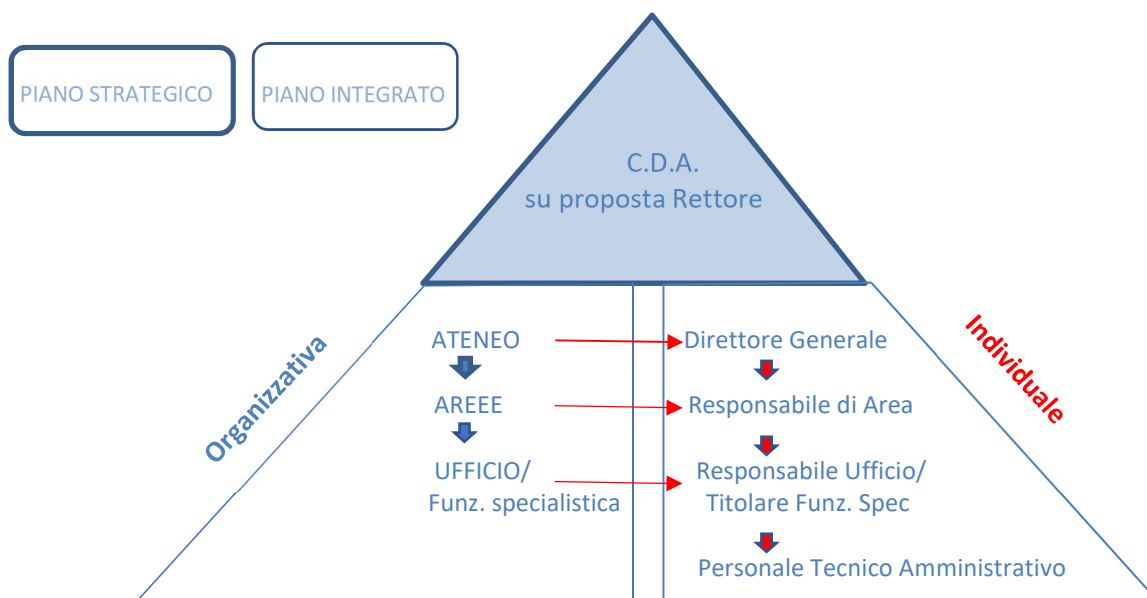 PIANO STRATEGICO
PIANO INTEGRATO
C.D.A.
su proposta Rettore
Organizzativa
Individuale
ATENEO
Direttore Generale
AREEE
Responsabile di Area
UFFICIO/
Funz. specialistica
Responsabile Ufficio/
Titolare Funz. Spec
Personale Tecnico Amministrativo